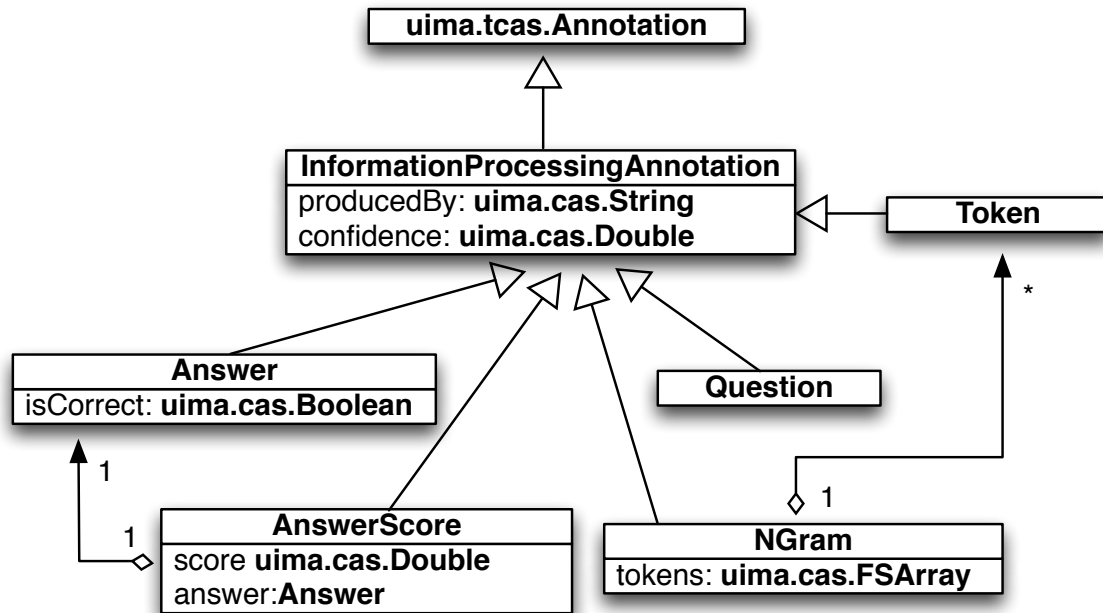 uima.tcas.Annotation
InformationProcessingAnnotation
producedBy: uima.cas.String
confidence: uima.cas.Double
Token
*
Answer
isCorrect: uima.cas.Boolean
Question
1
1
1
AnswerScore
score uima.cas.Double
answer:Answer
NGram
tokens: uima.cas.FSArray